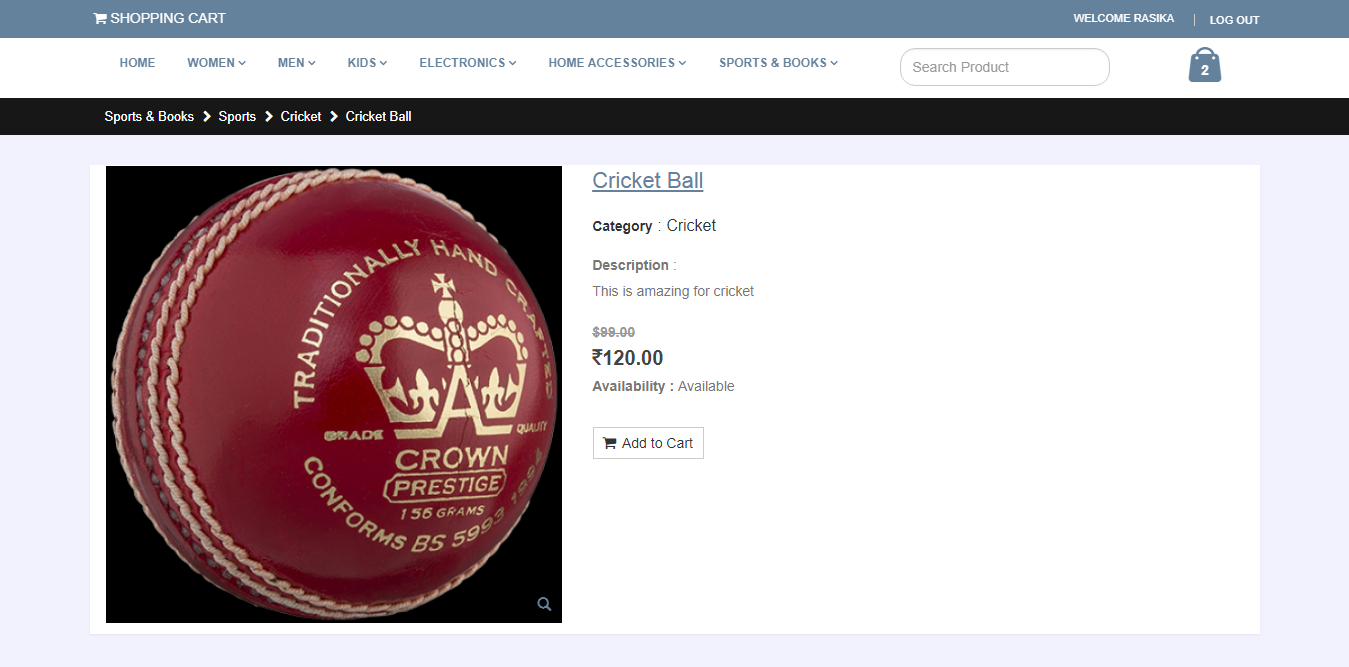 SHOPPING CART
WELCOME RASIKA | LOG OUT
HOME WOMEN MEN KIDS ELECTRONICS HOME ACCESSORIES SPORTS & BOOKS Search Product 2
Sports & Books Sports Cricket Cricket Ball
TRADITIONALLY HAND CRAFTED
GRADE A QUALITY
CROWN
PRESTIGE
156 GRAMS
CONFORMS BS 5993 1994
Cricket Ball
Category : Cricket
Description :
This is amazing for cricket
$99.00
₹120.00
Availability : Available
Add to Cart